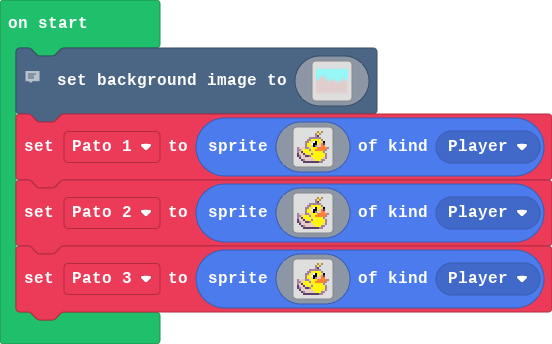 on start
set background image to
set Pato 1 to sprite of kind Player
set Pato 2 to sprite of kind Player
set Pato 3 to sprite of kind Player